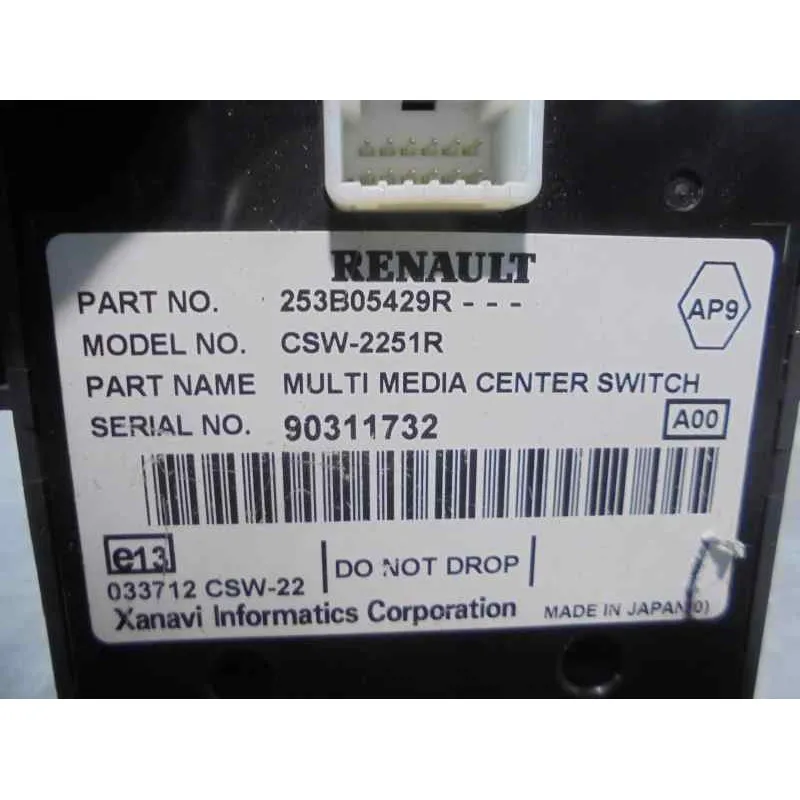 RENAULT
PART NO. 253B05429R - - -
AP9
MODEL NO. CSW-2251R
PART NAME MULTI MEDIA CENTER SWITCH
SERIAL NO. 90311732
A00
e13
DO NOT DROP
033712 CSW-22
Xanavi Informatics Corporation MADE IN JAPAN(0)